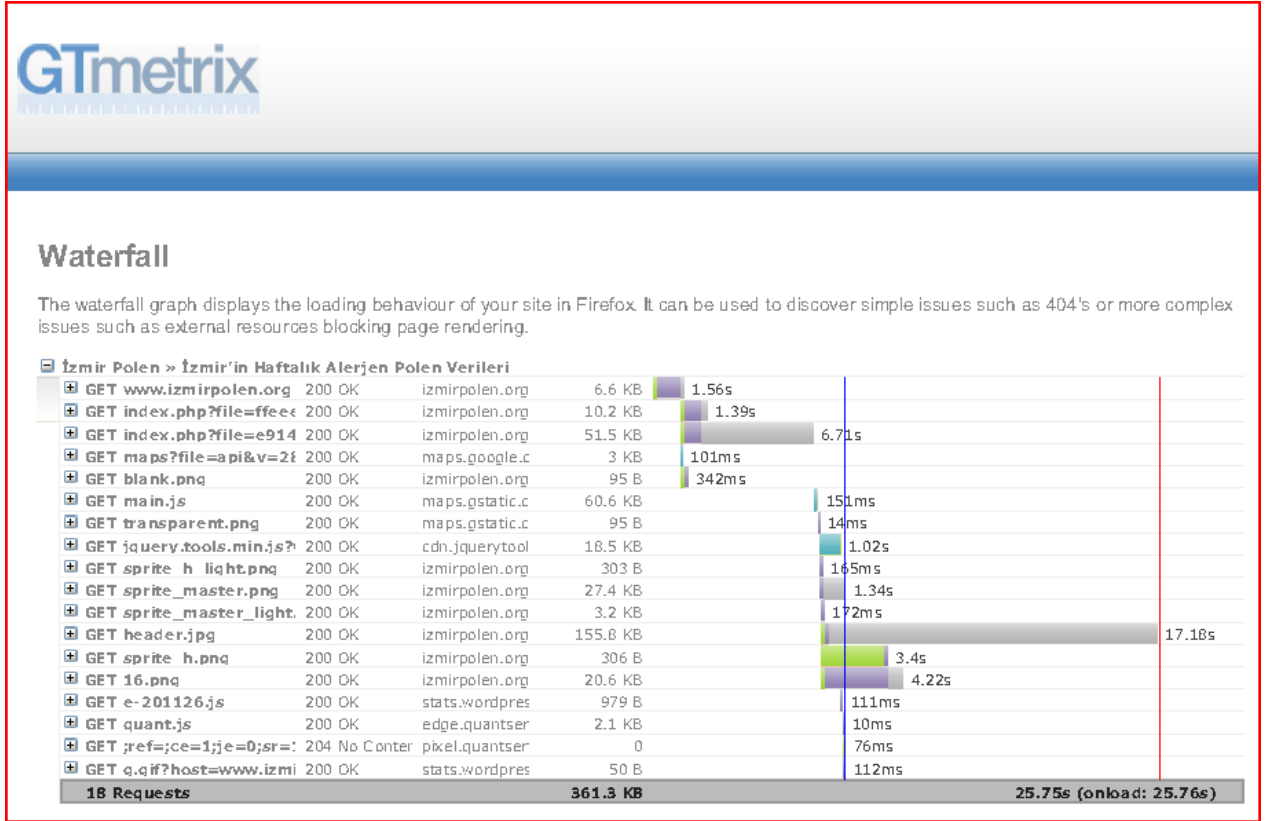 GTmetrix
Waterfall
The waterfall graph displays the loading behaviour of your site in Firefox. It can be used to discover simple issues such as 404's or more complex
issues such as external resources blocking page rendering.
İzmir Polen » İzmir'in Haftalık Alerjen Polen Verileri
GET www.izmirpolen.org 200 OK izmirpolen.org 6.6 KB 1.56s
GET index.php?file=ffee 200 OK izmirpolen.org 10.2 KB 1.39s
GET index.php?file=e914 200 OK izmirpolen.org 51.5 KB 6.71s
GET maps?file=api&v=2 200 OK maps.google.c 3 KB 101ms
GET blank.png 200 OK izmirpolen.org 95 B 342ms
GET main.js 200 OK maps.gstatic.c 60.6 KB 151ms
GET transparent.png 200 OK maps.gstatic.c 95 B 14ms
GET jquery.tools.min.js? 200 OK cdn.jquerytool 18.5 KB 1.02s
GET sprite_h_light.png 200 OK izmirpolen.org 303 B 165ms
GET sprite_master.png 200 OK izmirpolen.org 27.4 KB 1.34s
GET sprite_master_light. 200 OK izmirpolen.org 3.2 KB 172ms
GET header.jpg 200 OK izmirpolen.org 155.8 KB 17.18s
GET sprite_h.png 200 OK izmirpolen.org 306 B 3.4s
GET 16.png 200 OK izmirpolen.org 20.6 KB 4.22s
GET e-201126.js 200 OK stats.wordpres 979 B 111ms
GET quant.js 200 OK edge.quantser 2.1 KB 10ms
GET ;ref=;ce=1;je=0;sr= 204 No Conter pixel.quantser 0 76ms
GET g.gif?host=www.izmi 200 OK stats.wordpres 50 B 112ms
18 Requests 361.3 KB 25.75s (onload: 25.76s)